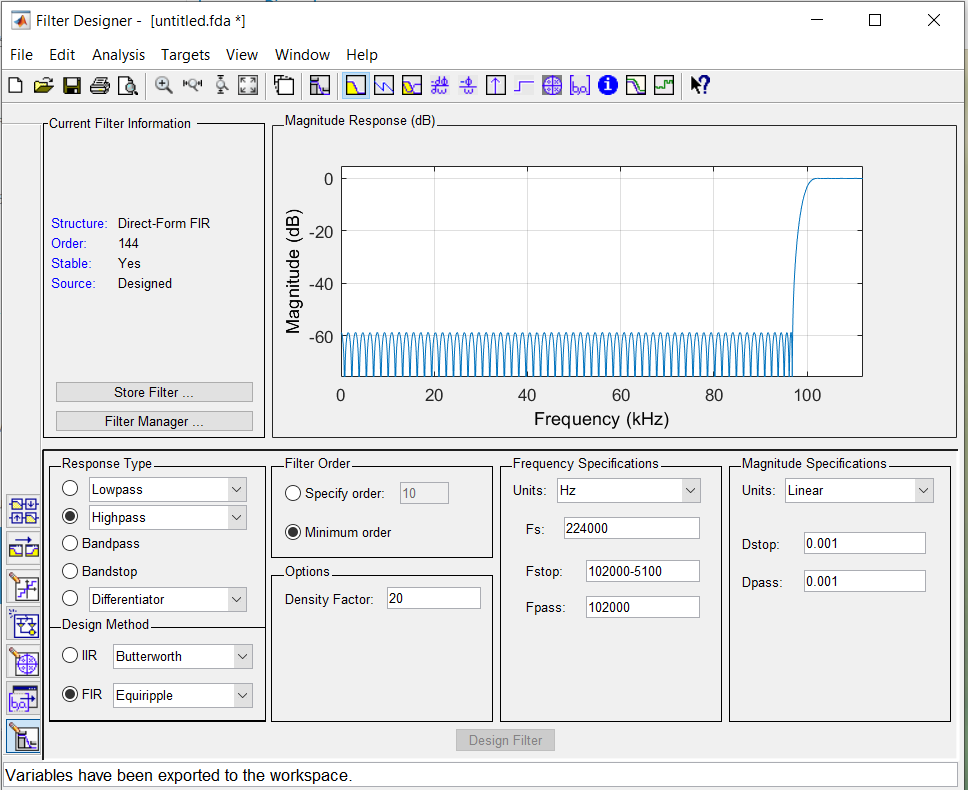 Filter Designer - [untitled.fda *]
File Edit Analysis Targets View Window Help
Current Filter Information
Structure: Direct-Form FIR
Order: 144
Stable: Yes
Source: Designed
Store Filter ...
Filter Manager ...
Magnitude Response (dB)
Magnitude (dB)
0
-20
-40
-60
0 20 40 60 80 100
Frequency (kHz)
Response Type
Lowpass
Highpass
Bandpass
Bandstop
Differentiator
Design Method
IIR Butterworth
FIR Equiripple
Filter Order
Specify order: 10
Minimum order
Options
Density Factor: 20
Frequency Specifications
Units: Hz
Fs: 224000
Fstop: 102000-5100
Fpass: 102000
Magnitude Specifications
Units: Linear
Dstop: 0.001
Dpass: 0.001
Design Filter
Variables have been exported to the workspace.